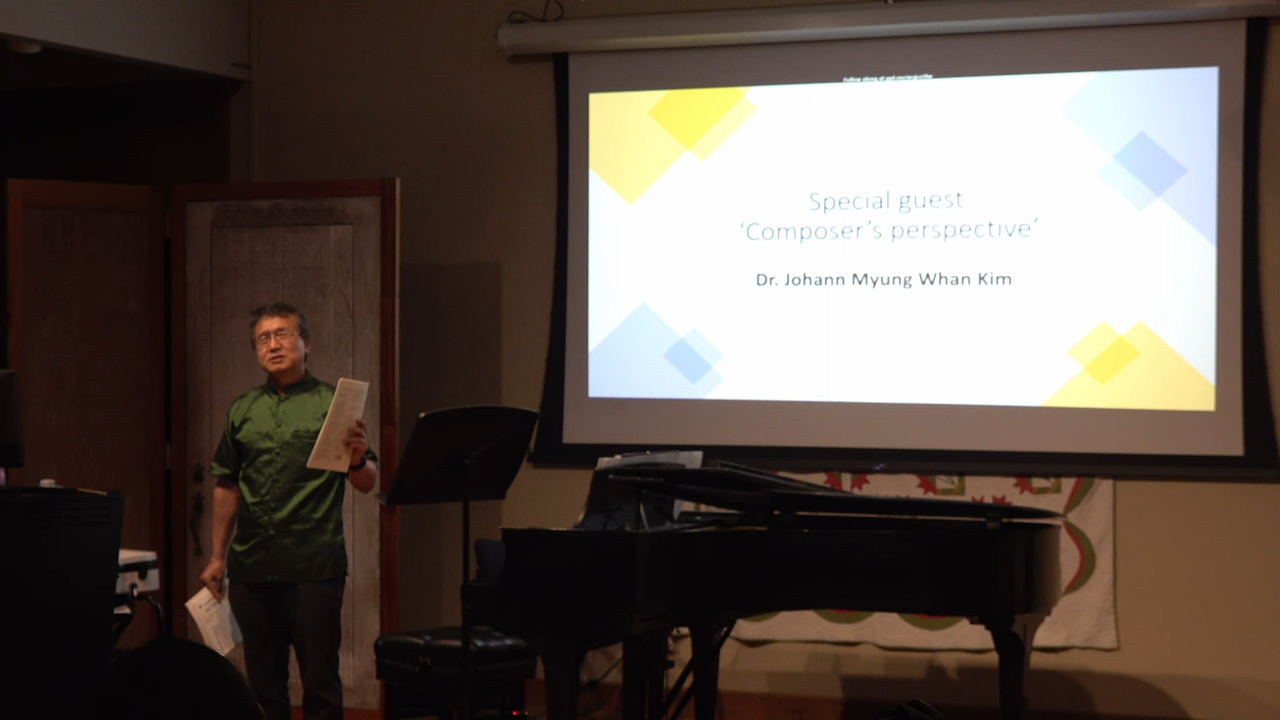 Special guest
‘Composer’s perspective’
Dr. Johann Myung Whan Kim